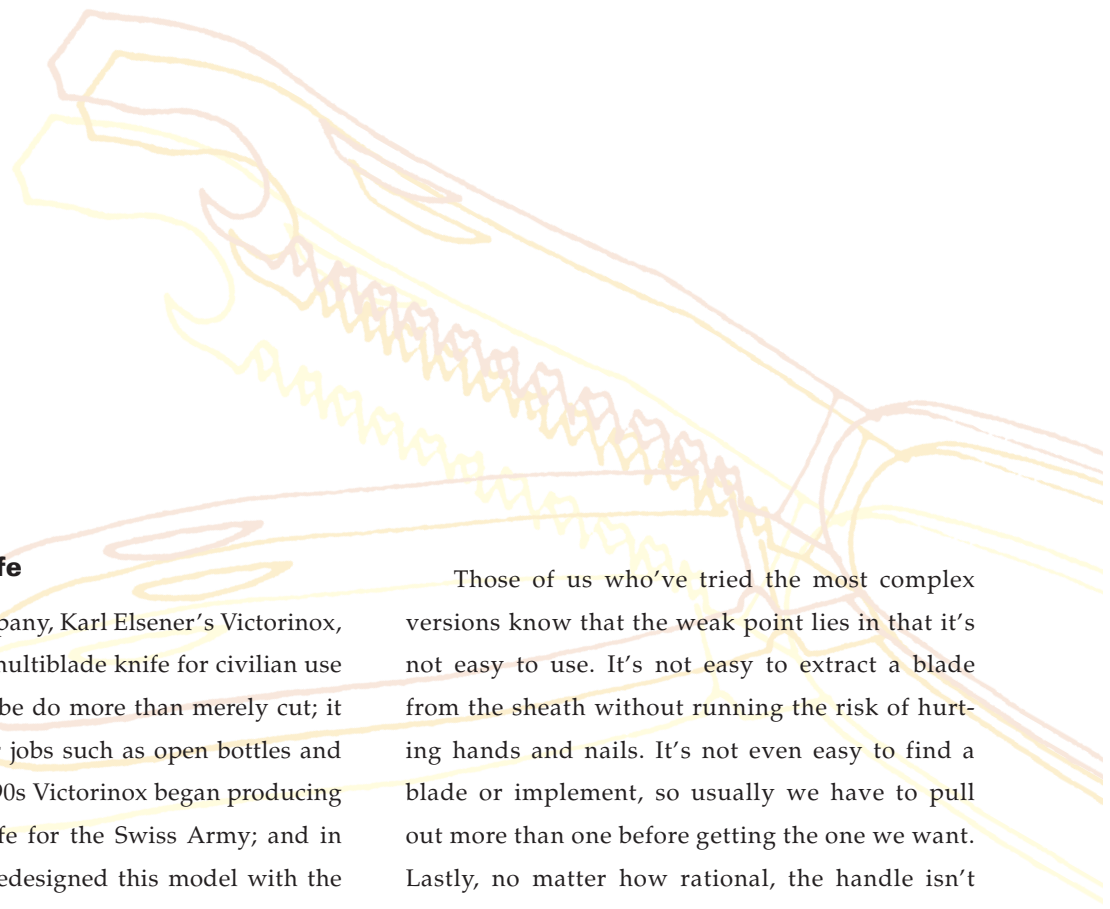 fe
pany, Karl Elsener's Victorinox,
multiblade knife for civilian use
be do more than merely cut; it
jobs such as open bottles and
90s Victorinox began producing
fe for the Swiss Army; and in
edesigned this model with the
Those of us who've tried the most complex
versions know that the weak point lies in that it's
not easy to use. It's not easy to extract a blade
from the sheath without running the risk of hurt-
ing hands and nails. It's not even easy to find a
blade or implement, so usually we have to pull
out more than one before getting the one we want.
Lastly, no matter how rational, the handle isn't